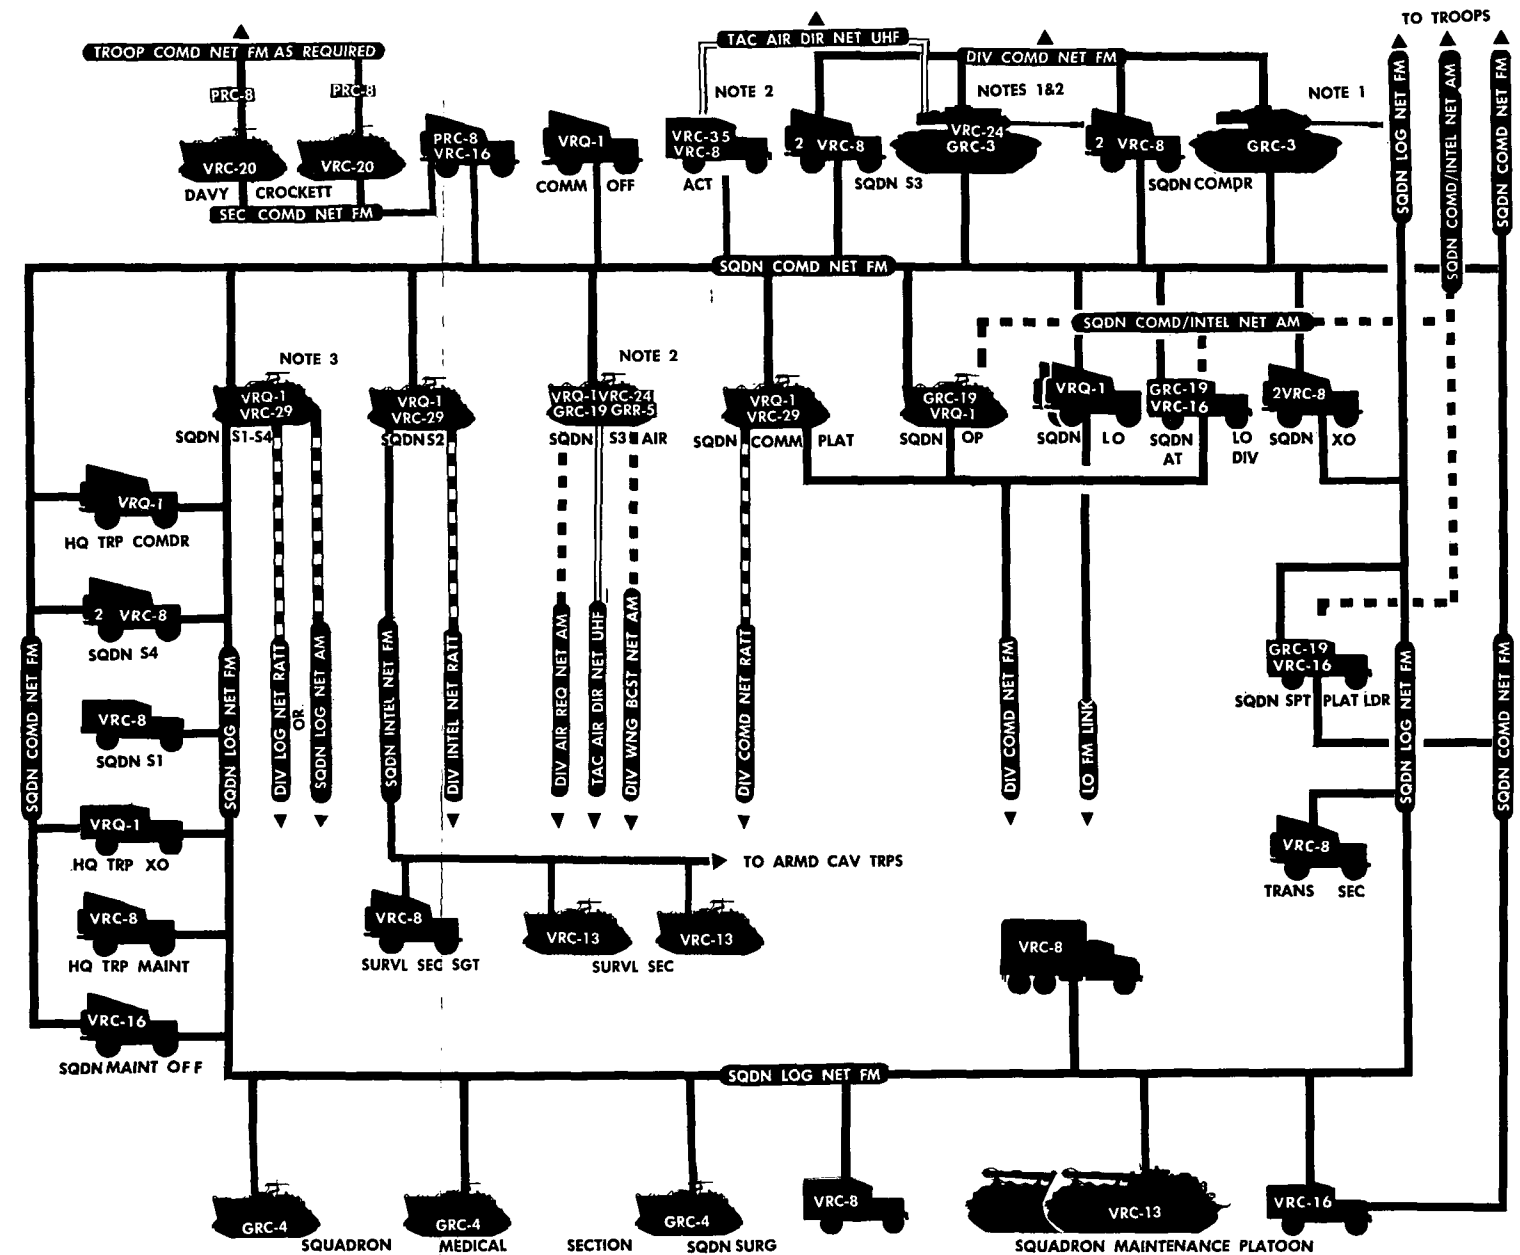 TO TROOPS
TROOP COMD NET FM AS REQUIRED
TAC AIR DIR NET UHF
DIV COMD NET FM
PRC-8
PRC-8
NOTE 2
NOTES 1&2
NOTE 1
SQDN LOG NET FM
SQDN COMD/INTEL NET AM
SQDN COMD NET FM
VRC-20
VRC-20
PRC-8
VRC-16
VRQ-1
VRC-35
VRC-8
2 VRC-8
VRC-24
GRC-3
2 VRC-8
GRC-3
DAVY CROCKETT
COMM OFF
ACT
SQDN S3
SQDN COMDR
SEC COMD NET FM
SQDN COMD NET FM
SQDN COMD/INTEL NET AM
NOTE 3
NOTE 2
VRQ-1
VRC-29
VRQ-1
VRC-29
VRQ-1 VRC-24
GRC-19 GRR-5
VRQ-1
VRC-29
GRC-19
VRQ-1
VRQ-1
GRC-19
VRC-16
2VRC-8
SQDN S1-S4
SQDN S2
SQDN S3 AIR
SQDN COMM PLAT
SQDN OP
SQDN LO
SQDN LO
AT DIV
SQDN XO
VRQ-1
HQ TRP COMDR
2 VRC-8
SQDN S4
VRC-8
SQDN S1
VRQ-1
HQ TRP XO
VRC-8
HQ TRP MAINT
VRC-16
SQDN MAINT OFF
SQDN COMD NET FM
SQDN LOG NET FM
DIV LOG NET RATT
OR
SQDN LOG NET AM
SQDN INTEL NET FM
DIV INTEL NET RATT
DIV AIR REQ NET AM
TAC AIR DIR NET UHF
DIV WNG BCST NET AM
DIV COMD NET RATT
DIV COMD NET FM
LO FM LINK
GRC-19
VRC-16
SQDN SPT PLAT LDR
SQDN LOG NET FM
SQDN COMD NET FM
TO ARMD CAV TRPS
VRC-8
TRANS SEC
VRC-8
VRC-13
VRC-13
SURVL SEC SGT
SURVL SEC
VRC-8
SQDN LOG NET FM
GRC-4
GRC-4
GRC-4
VRC-8
VRC-13
VRC-16
SQUADRON MEDICAL SECTION SQDN SURG
SQUADRON MAINTENANCE PLATOON